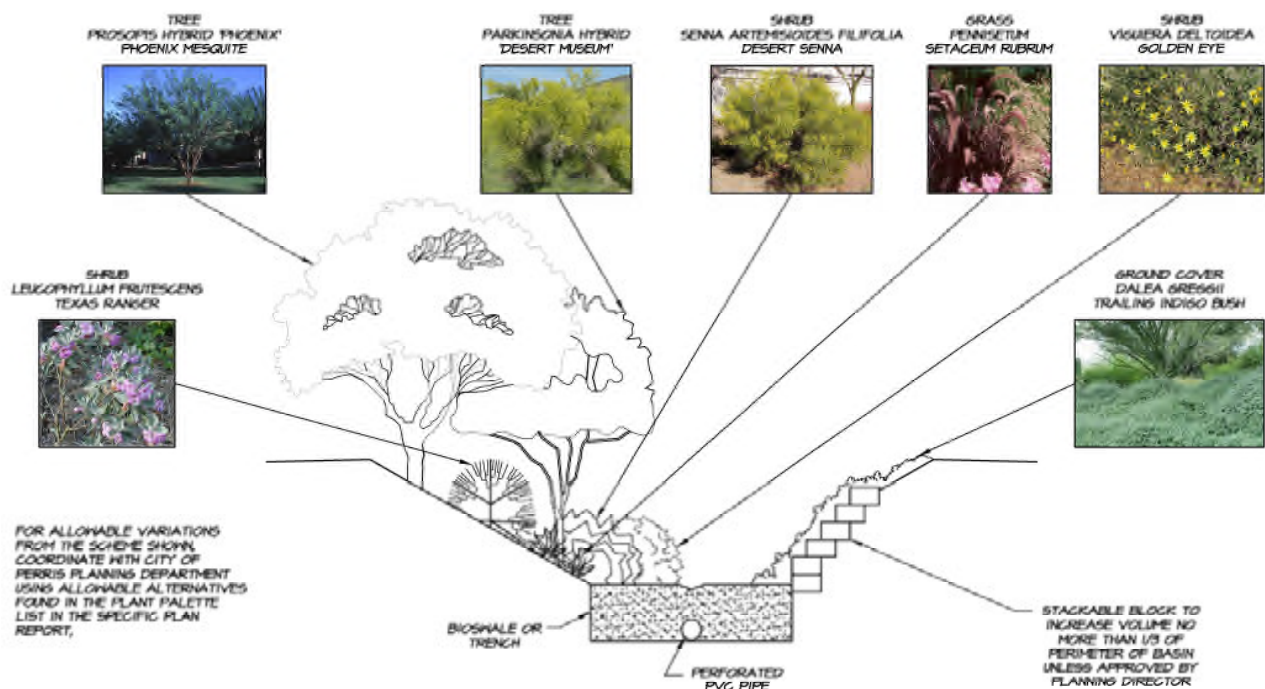 TREE
PROSOPIS HYBRID 'PHOENIX'
PHOENIX MESQUITE
TREE
PARKINSONIA HYBRID
'DESERT MUSEUM'
SHRUB
SENNA ARTEMISIOIDES FILIFOLIA
DESERT SENNA
GRASS
PENNISETUM
SETACEUM RUBRUM
SHRUB
VIGUIERA DELTOIDEA
GOLDEN EYE
SHRUB
LEUCOPHYLLUM FRUTESCENS
TEXAS RANGER
GROUND COVER
DALEA GREGGII
TRAILING INDIGO BUSH
FOR ALLOWABLE VARIATIONS
FROM THE SCHEME SHOWN,
COORDINATE WITH CITY OF
PERRIS PLANNING DEPARTMENT
USING ALLOWABLE ALTERNATIVES
FOUND IN THE PLANT PALETTE
LIST IN THE SPECIFIC PLAN
REPORT,
BIOSWALE OR
TRENCH
PERFORATED
PVC PIPE
STACKABLE BLOCK TO
INCREASE VOLUME NO
MORE THAN 1/3 OF
PERIMETER OF BASIN
UNLESS APPROVED BY
PLANNING DIRECTOR